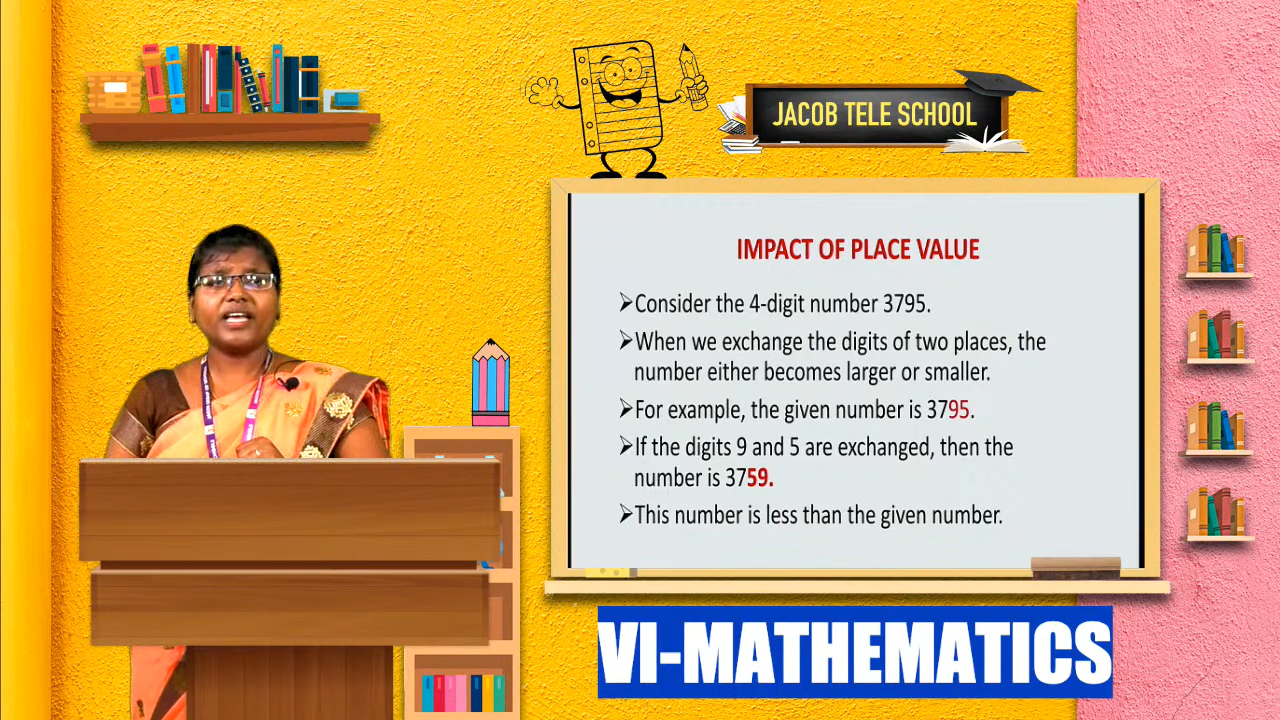 JACOB TELE SCHOOL
IMPACT OF PLACE VALUE
➢Consider the 4-digit number 3795.
➢When we exchange the digits of two places, the
number either becomes larger or smaller.
➢For example, the given number is 3795.
➢If the digits 9 and 5 are exchanged, then the
number is 3759.
➢This number is less than the given number.
VI-MATHEMATICS